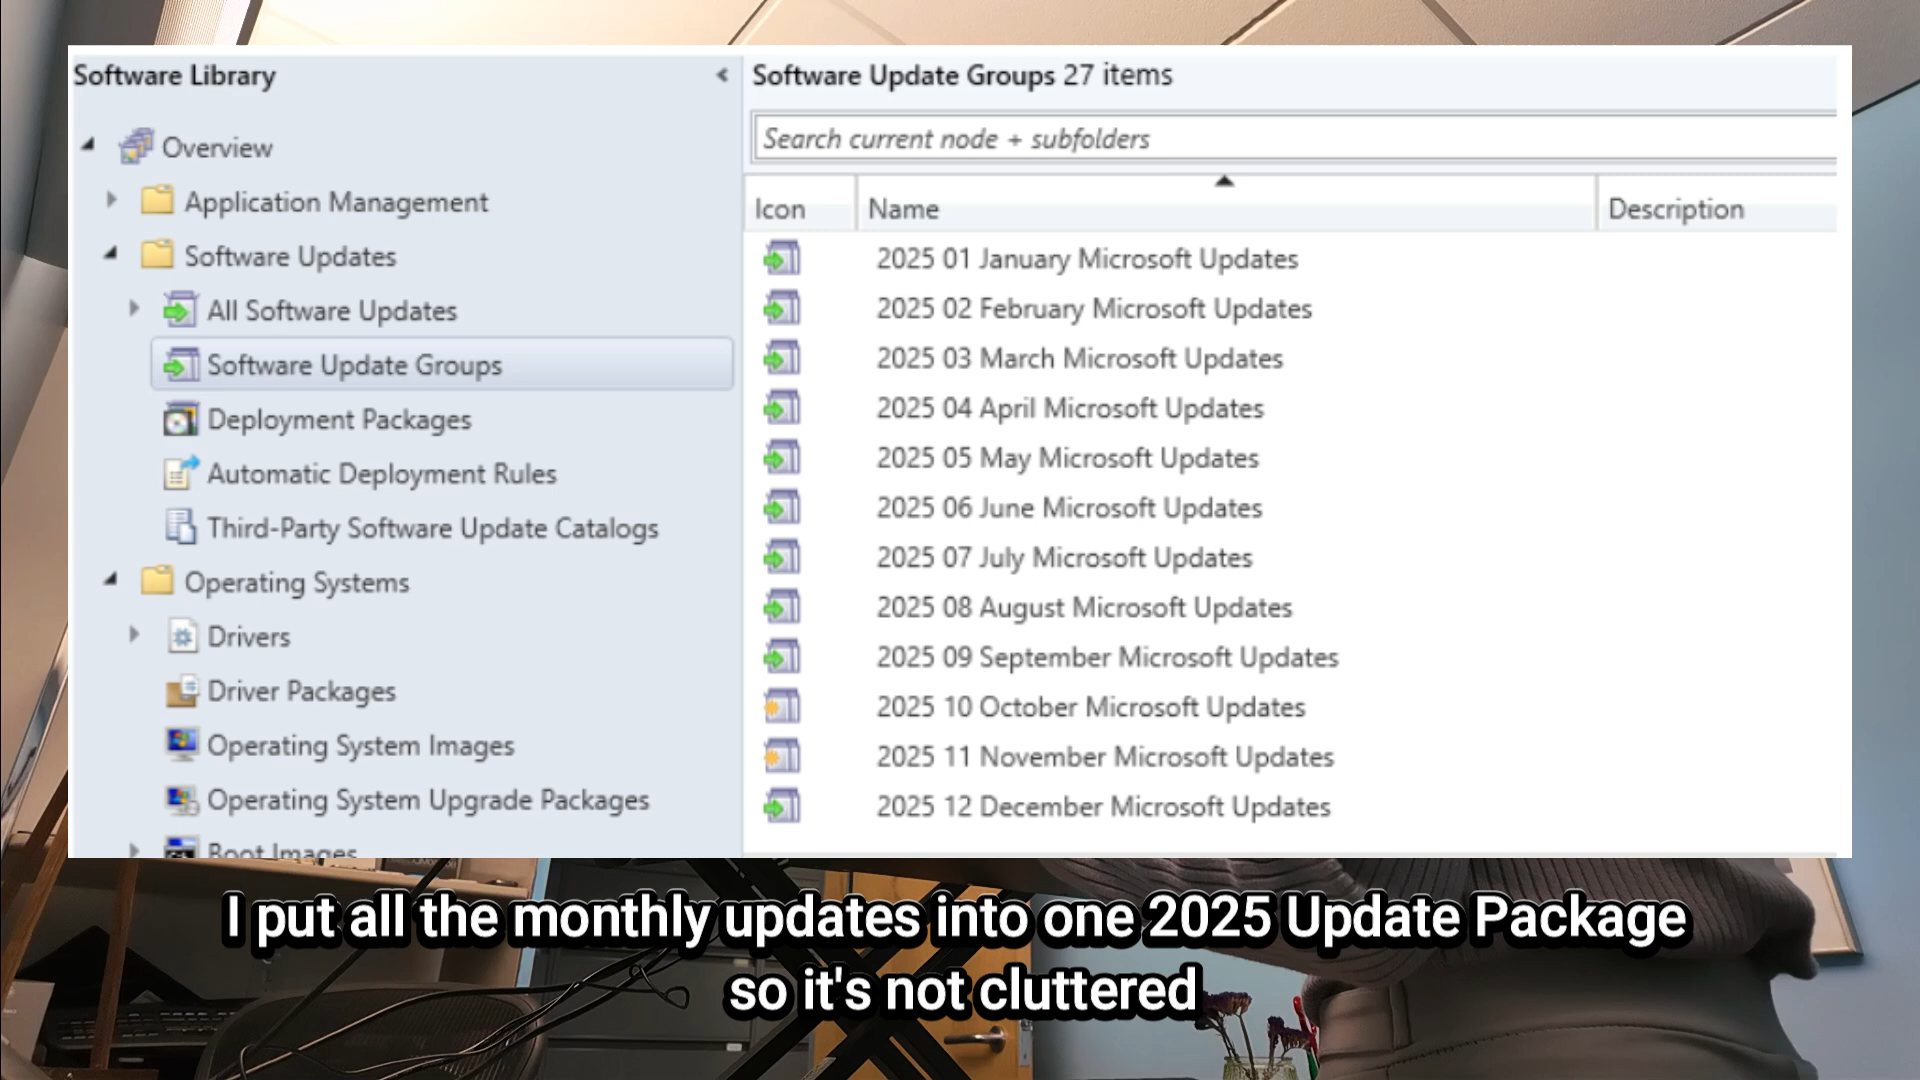 Software Library
Overview
Application Management
Software Updates
All Software Updates
Software Update Groups
Deployment Packages
Automatic Deployment Rules
Third-Party Software Update Catalogs
Operating Systems
Drivers
Driver Packages
Operating System Images
Operating System Upgrade Packages
Boot Images
Software Update Groups 27 items
Search current node + subfolders
Icon Name Description
2025 01 January Microsoft Updates
2025 02 February Microsoft Updates
2025 03 March Microsoft Updates
2025 04 April Microsoft Updates
2025 05 May Microsoft Updates
2025 06 June Microsoft Updates
2025 07 July Microsoft Updates
2025 08 August Microsoft Updates
2025 09 September Microsoft Updates
2025 10 October Microsoft Updates
2025 11 November Microsoft Updates
2025 12 December Microsoft Updates
I put all the monthly updates into one 2025 Update Package
so it's not cluttered